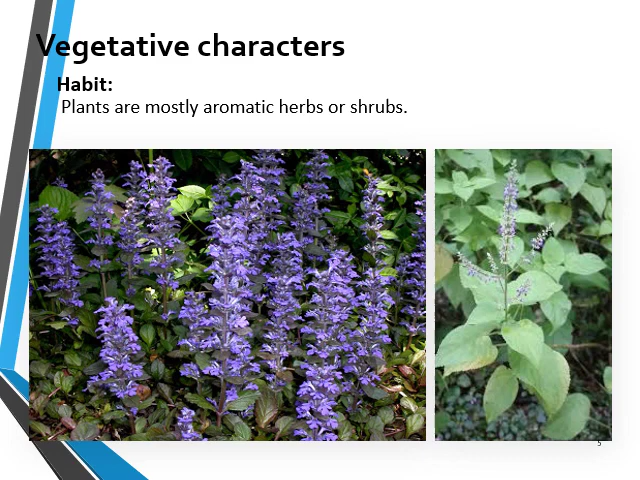 Vegetative characters
Habit:
Plants are mostly aromatic herbs or shrubs.
5